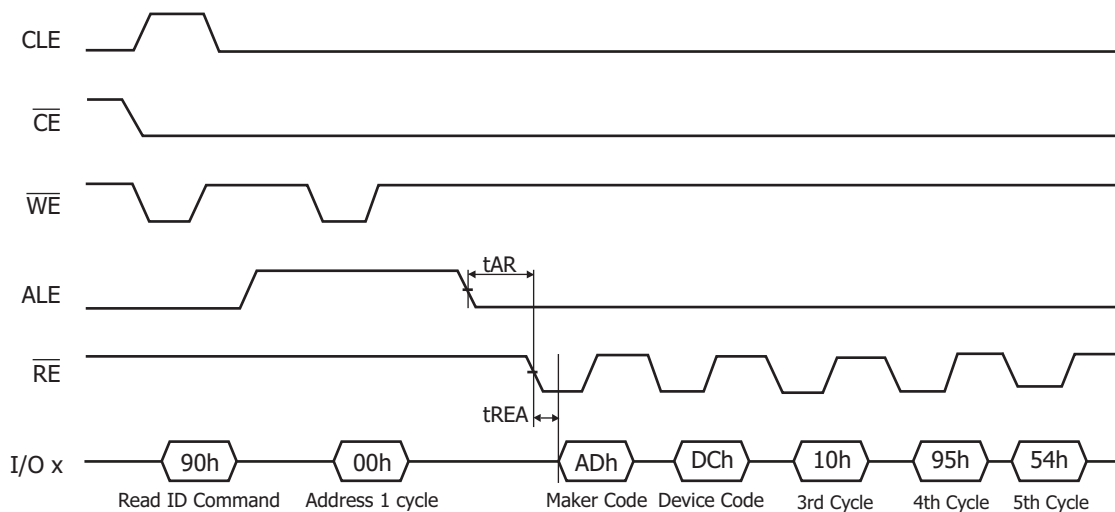 CLE
CE
WE
ALE
tAR
RE
tREA
I/O x
90h
00h
ADh
DCh
10h
95h
54h
Read ID Command
Address 1 cycle
Maker Code
Device Code
3rd Cycle
4th Cycle
5th Cycle